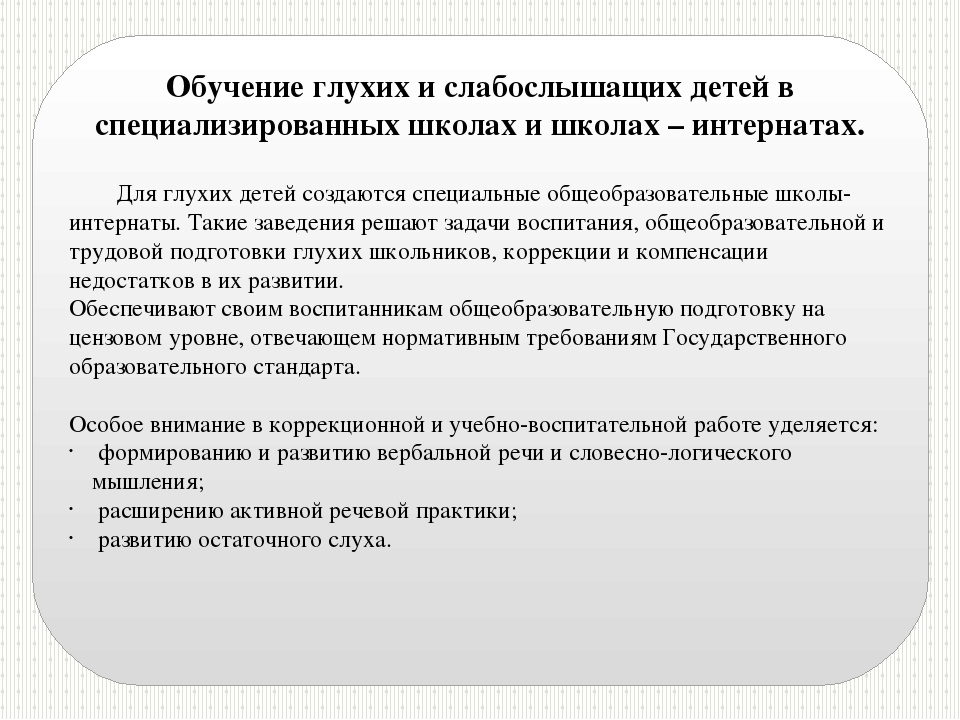 Обучение глухих и слабослышащих детей в
специализированных школах и школах – интернатах.
Для глухих детей создаются специальные общеобразовательные школы-
интернаты. Такие заведения решают задачи воспитания, общеобразовательной и
трудовой подготовки глухих школьников, коррекции и компенсации
недостатков в их развитии.
Обеспечивают своим воспитанникам общеобразовательную подготовку на
цензовом уровне, отвечающем нормативным требованиям Государственного
образовательного стандарта.
Особое внимание в коррекционной и учебно-воспитательной работе уделяется:
· формированию и развитию вербальной речи и словесно-логического
мышления;
· расширению активной речевой практики;
· развитию остаточного слуха.